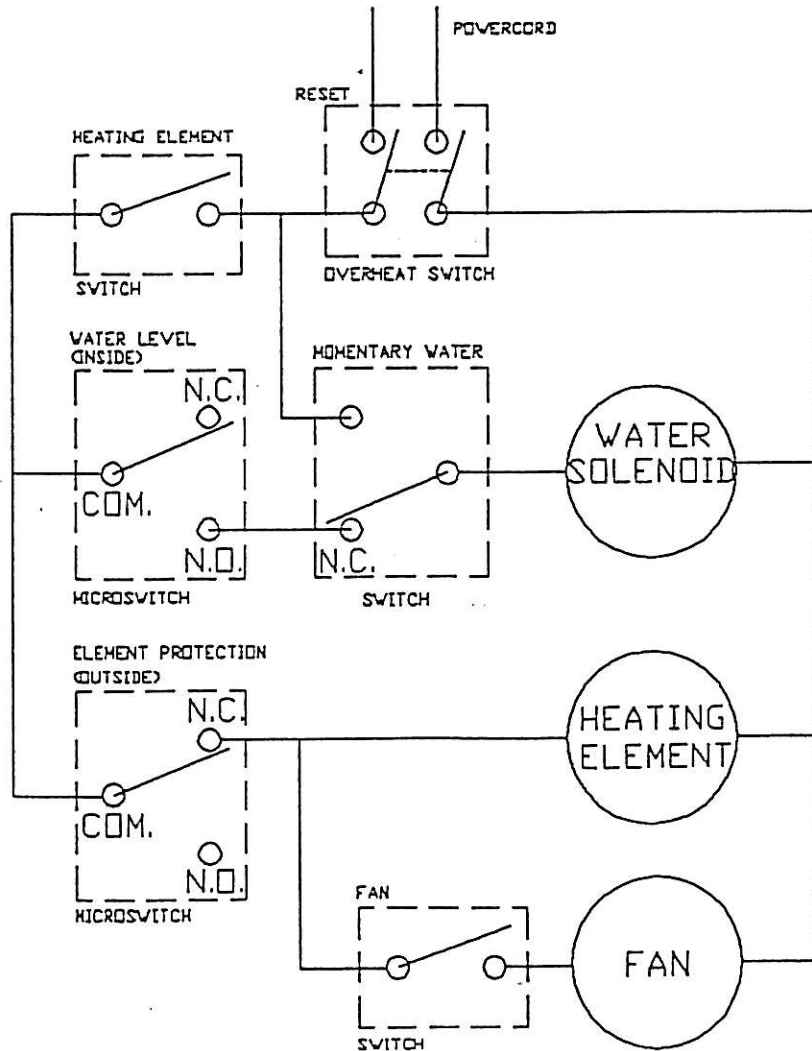 POWERCORD
RESET
HEATING ELEMENT
SWITCH
OVERHEAT SWITCH
WATER LEVEL
(INSIDE)
MOMENTARY WATER
N.C.
COM.
N.O.
N.C.
MICROSWITCH
SWITCH
WATER
SOLENOID
ELEMENT PROTECTION
(OUTSIDE)
N.C.
COM.
N.O.
MICROSWITCH
HEATING
ELEMENT
FAN
SWITCH
FAN